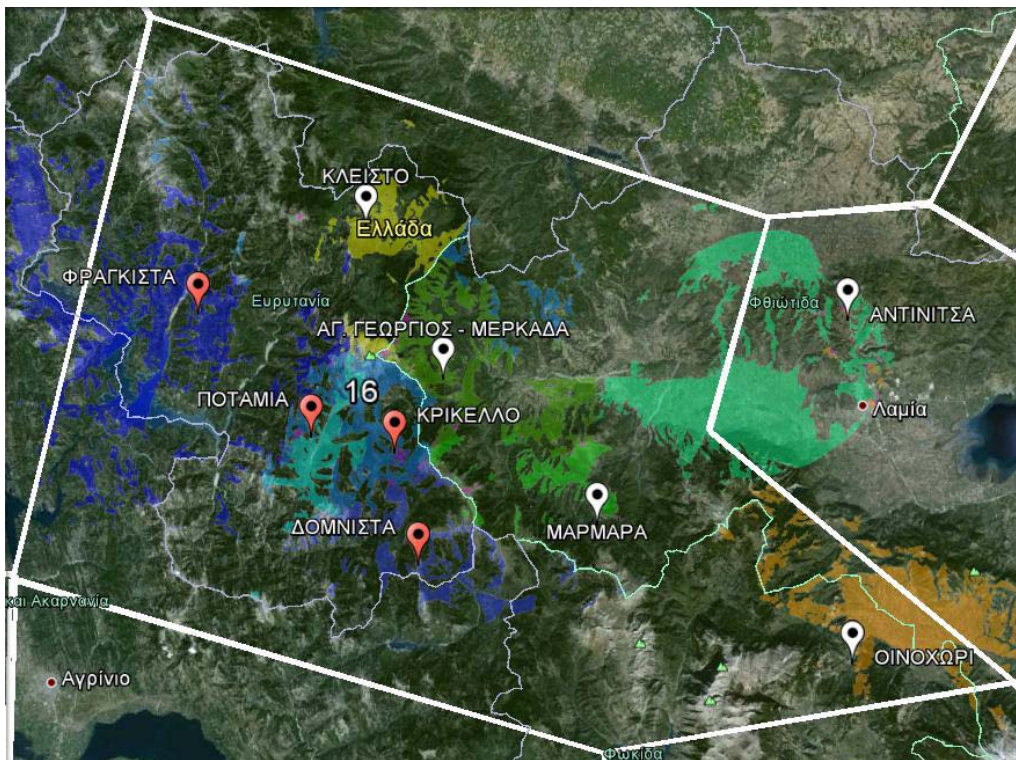 ΚΛΕΙΣΤΟ
Ελλάδα
ΦΡΑΓΚΙΣΤΑ
Ευρυτανία
Φθιώτιδα
ΑΝΤΙΝΙΤΣΑ
ΑΓ. ΓΕΩΡΓΙΟΣ - ΜΕΡΚΑΔΑ
16
ΠΟΤΑΜΙΑ
ΚΡΙΚΕΛΛΟ
Λαμία
ΔΟΜΝΙΣΤΑ
ΜΑΡΜΑΡΑ
και Ακαρνανία
ΟΙΝΟΧΩΡΙ
Αγρίνιο
Φωκίδα